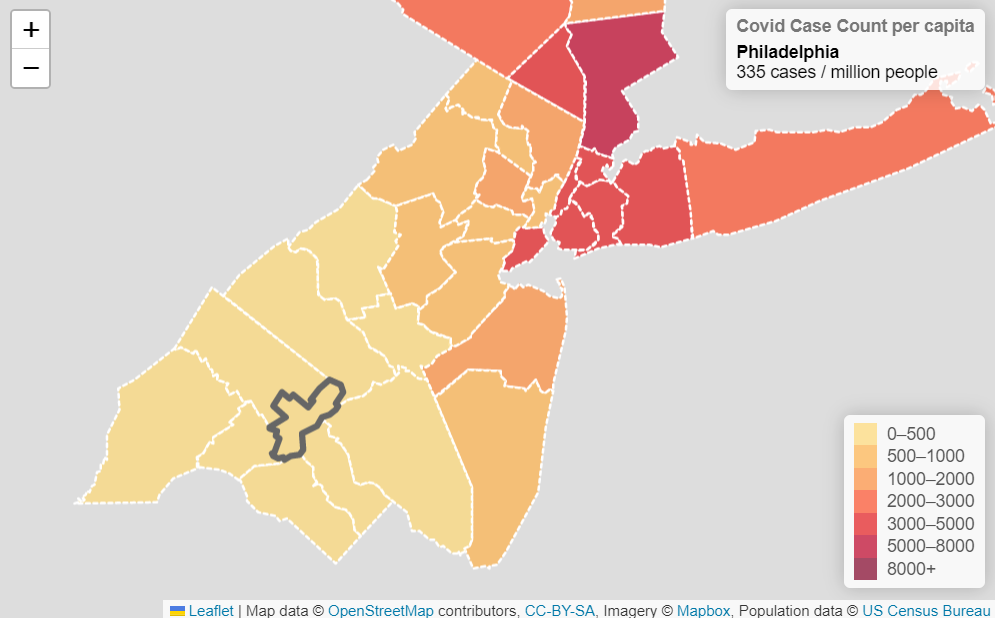 +
−
Covid Case Count per capita
Philadelphia
335 cases / million people
0–500
500–1000
1000–2000
2000–3000
3000–5000
5000–8000
8000+
Leaflet | Map data © OpenStreetMap contributors, CC-BY-SA, Imagery © Mapbox, Population data © US Census Bureau